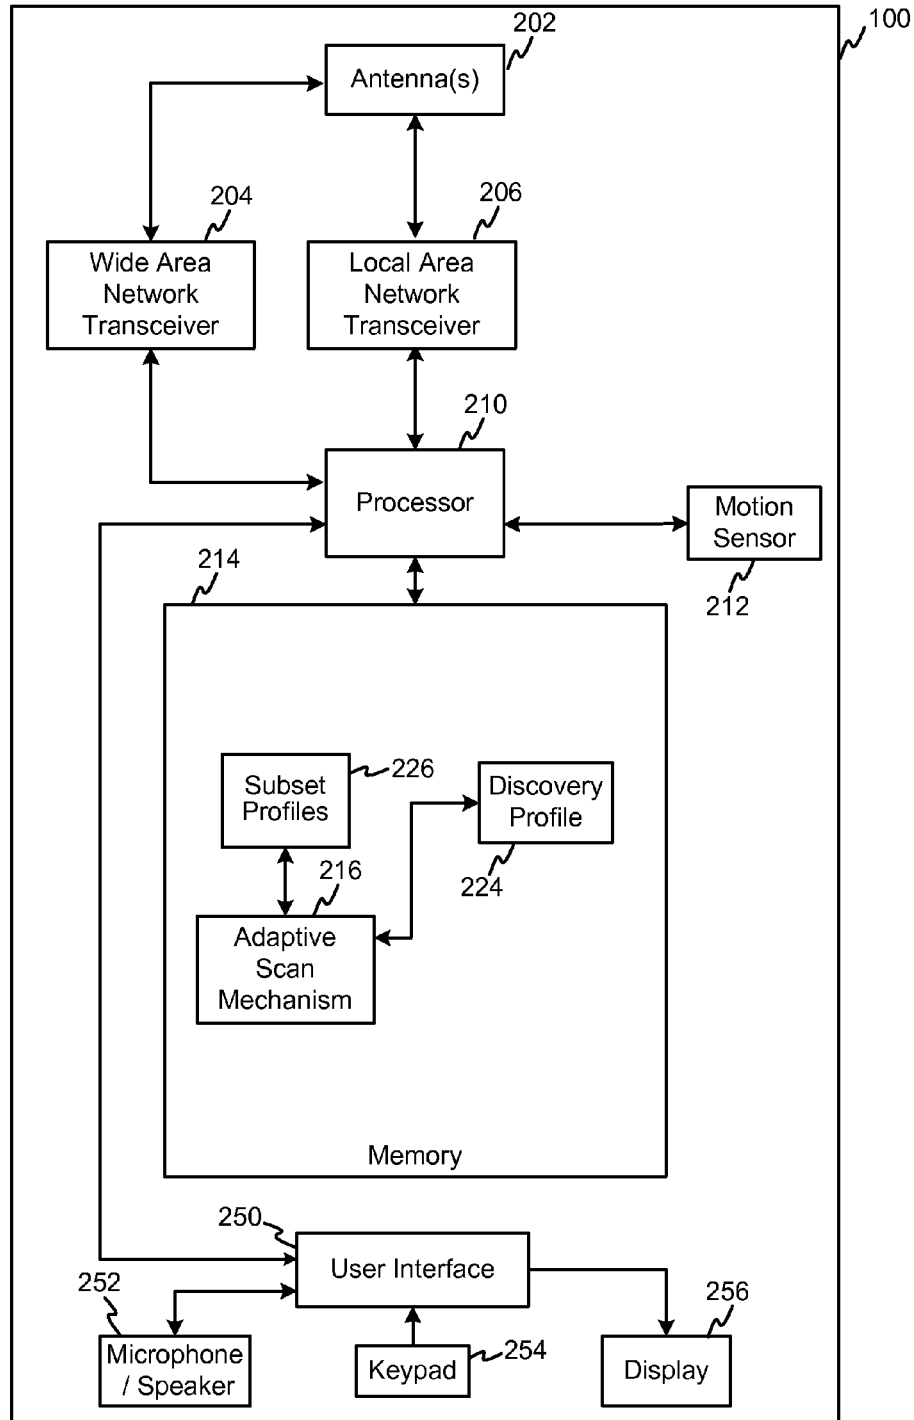 100
202
Antenna(s)
204
206
Wide Area
Network
Transceiver
Local Area
Network
Transceiver
210
Processor
Motion
Sensor
212
214
Subset
Profiles
226
Discovery
Profile
224
216
Adaptive
Scan
Mechanism
Memory
250
User Interface
252
Microphone
/ Speaker
Keypad
254
256
Display